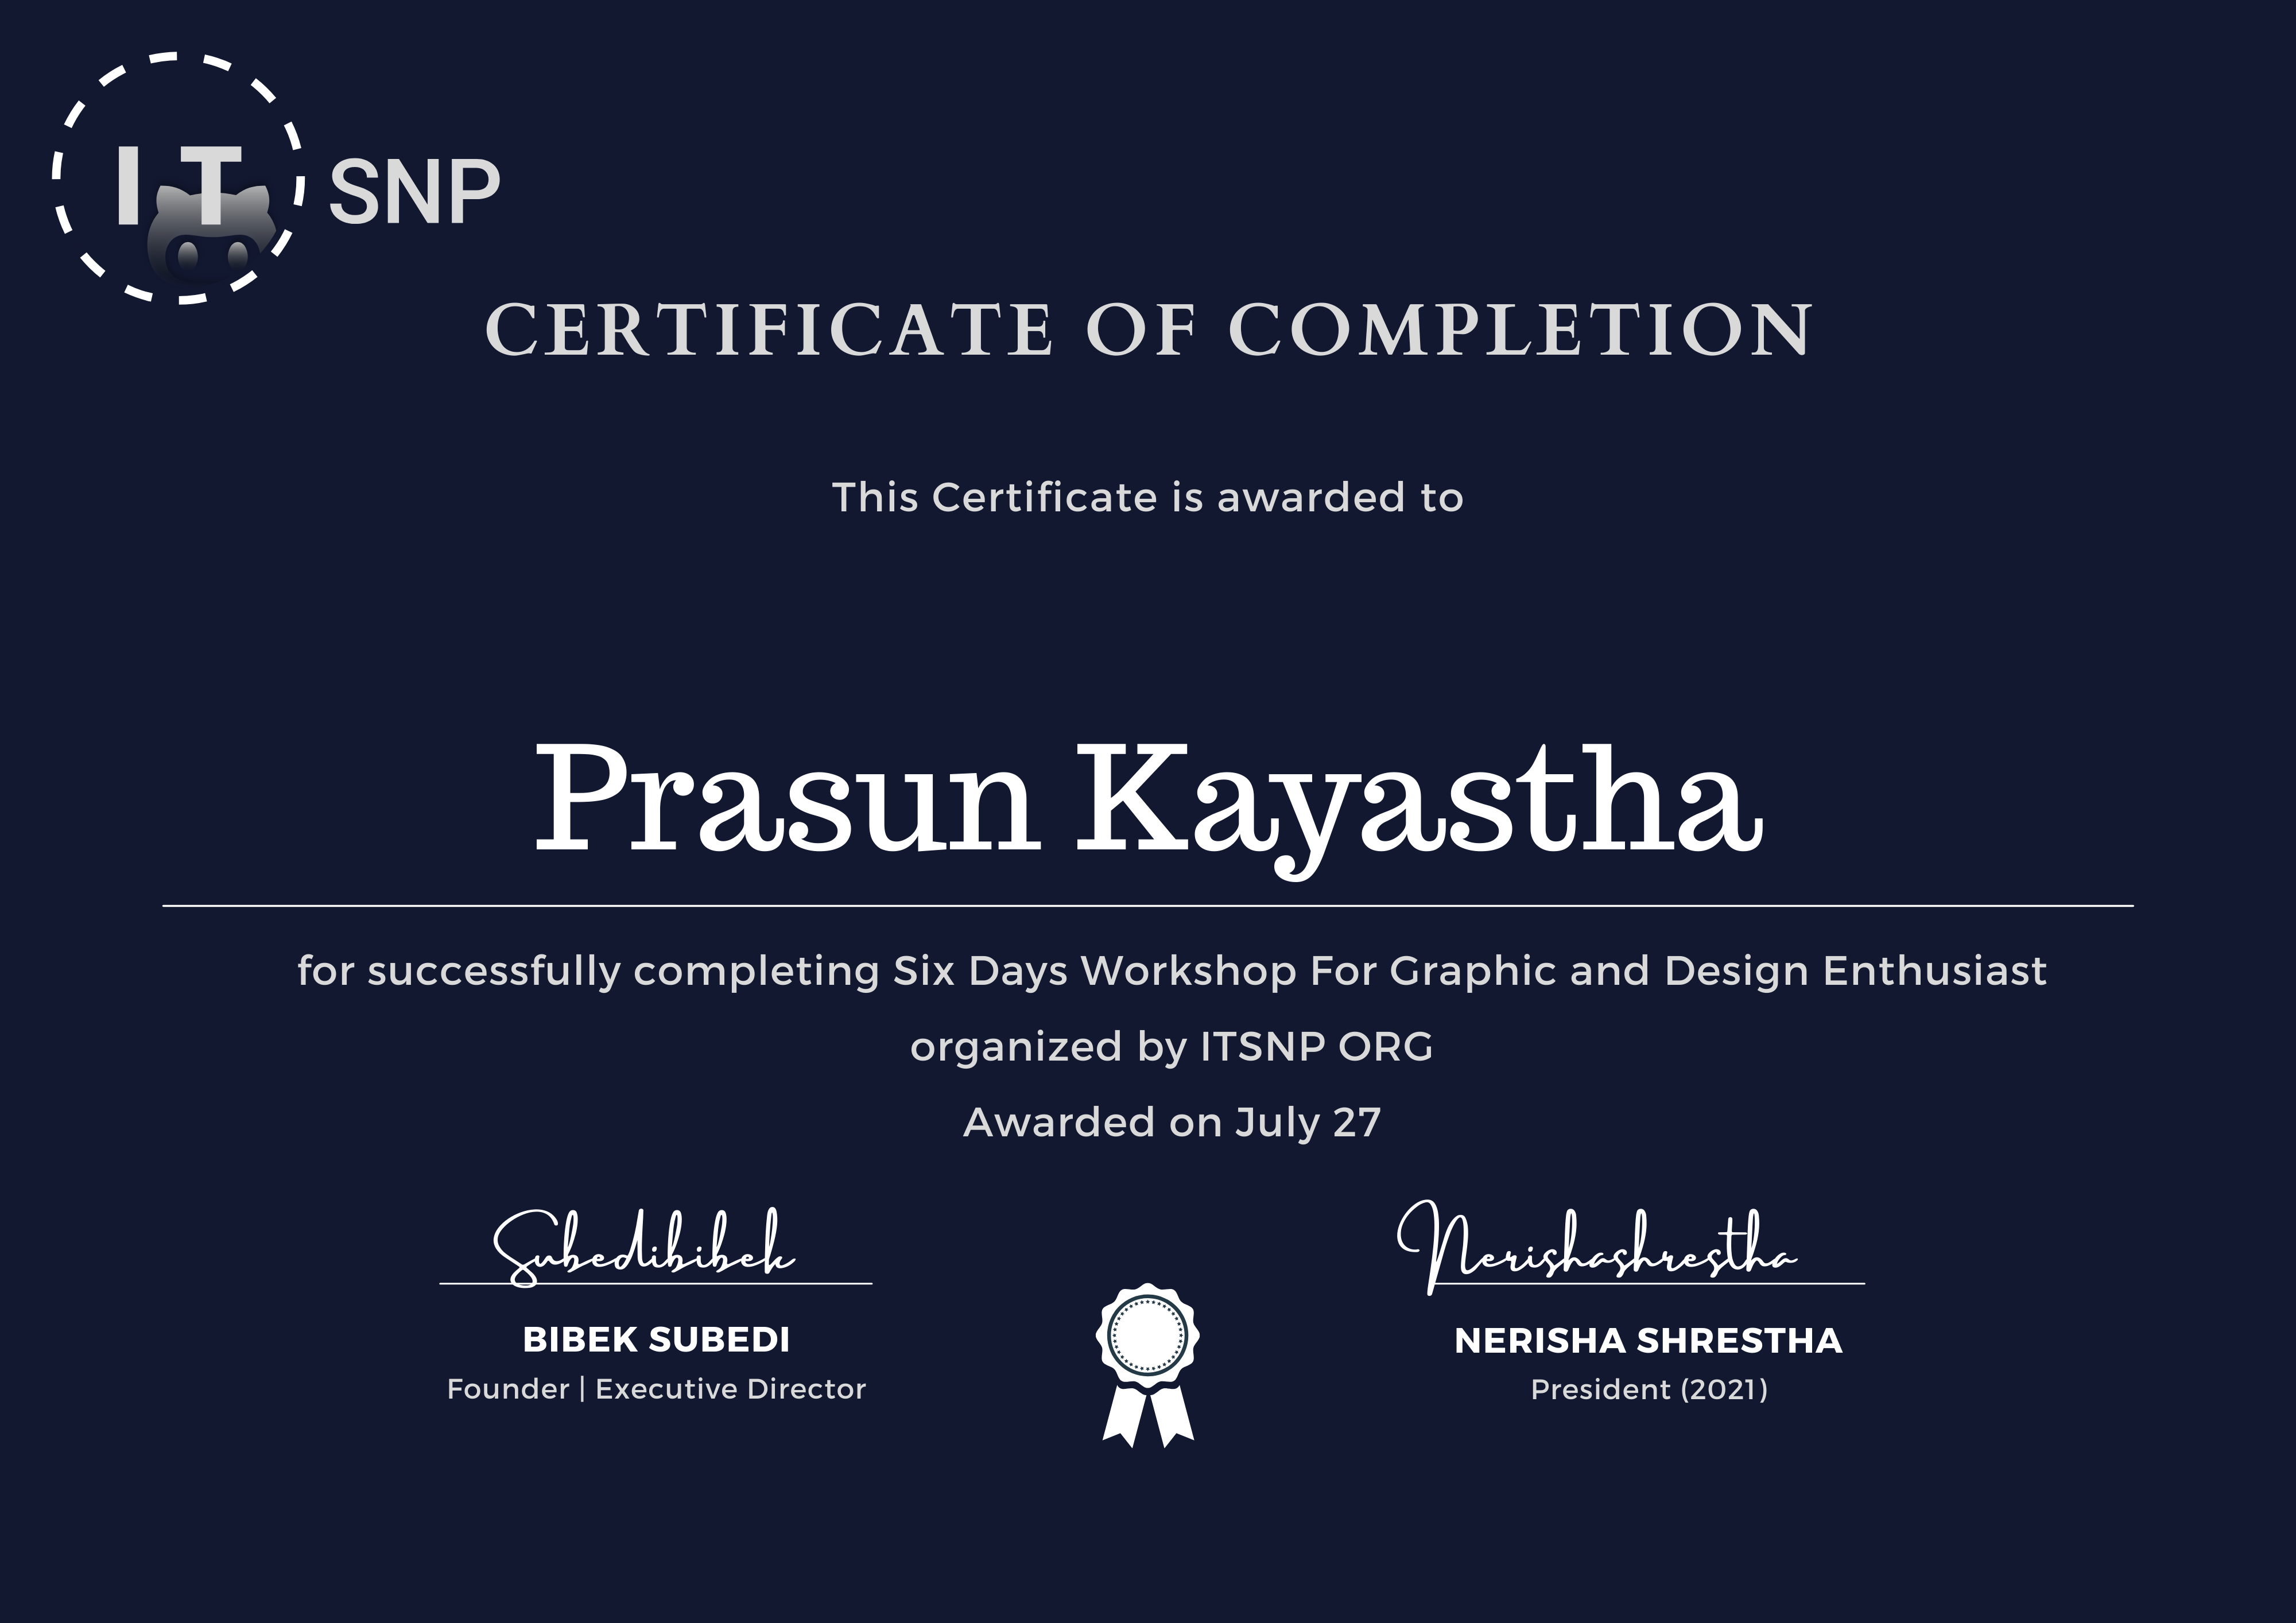 IT SNP
CERTIFICATE OF COMPLETION
This Certificate is awarded to
Prasun Kayastha
for successfully completing Six Days Workshop For Graphic and Design Enthusiast
organized by ITSNP ORG
Awarded on July 27
Subedibibek
Nerishashrestha
BIBEK SUBEDI
NERISHA SHRESTHA
Founder | Executive Director
President (2021)